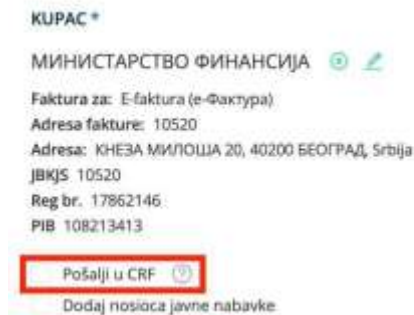 KUPAC *
МИНИСТАРСТВО ФИНАНСИЈА
Faktura za: E-faktura (е-Фактура)
Adresa fakture: 10520
Adresa: КНЕЗА МИЛОША 20, 40200 БЕОГРАД, Srbija
JBKJS 10520
Reg br. 17862146
PIB 108213413
Pošalji u CRF ?
Dodaj nosioca javne nabavke